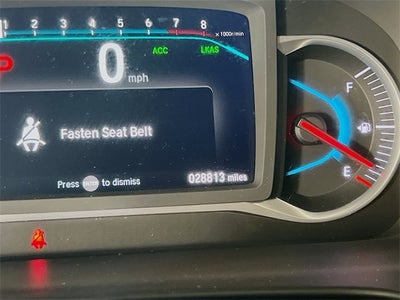 1 2 3 4 5 6 7 8 x 1000r/min
ACC LKAS
0 mph
F
Fasten Seat Belt
E
Press ENTER to dismiss
028813 miles